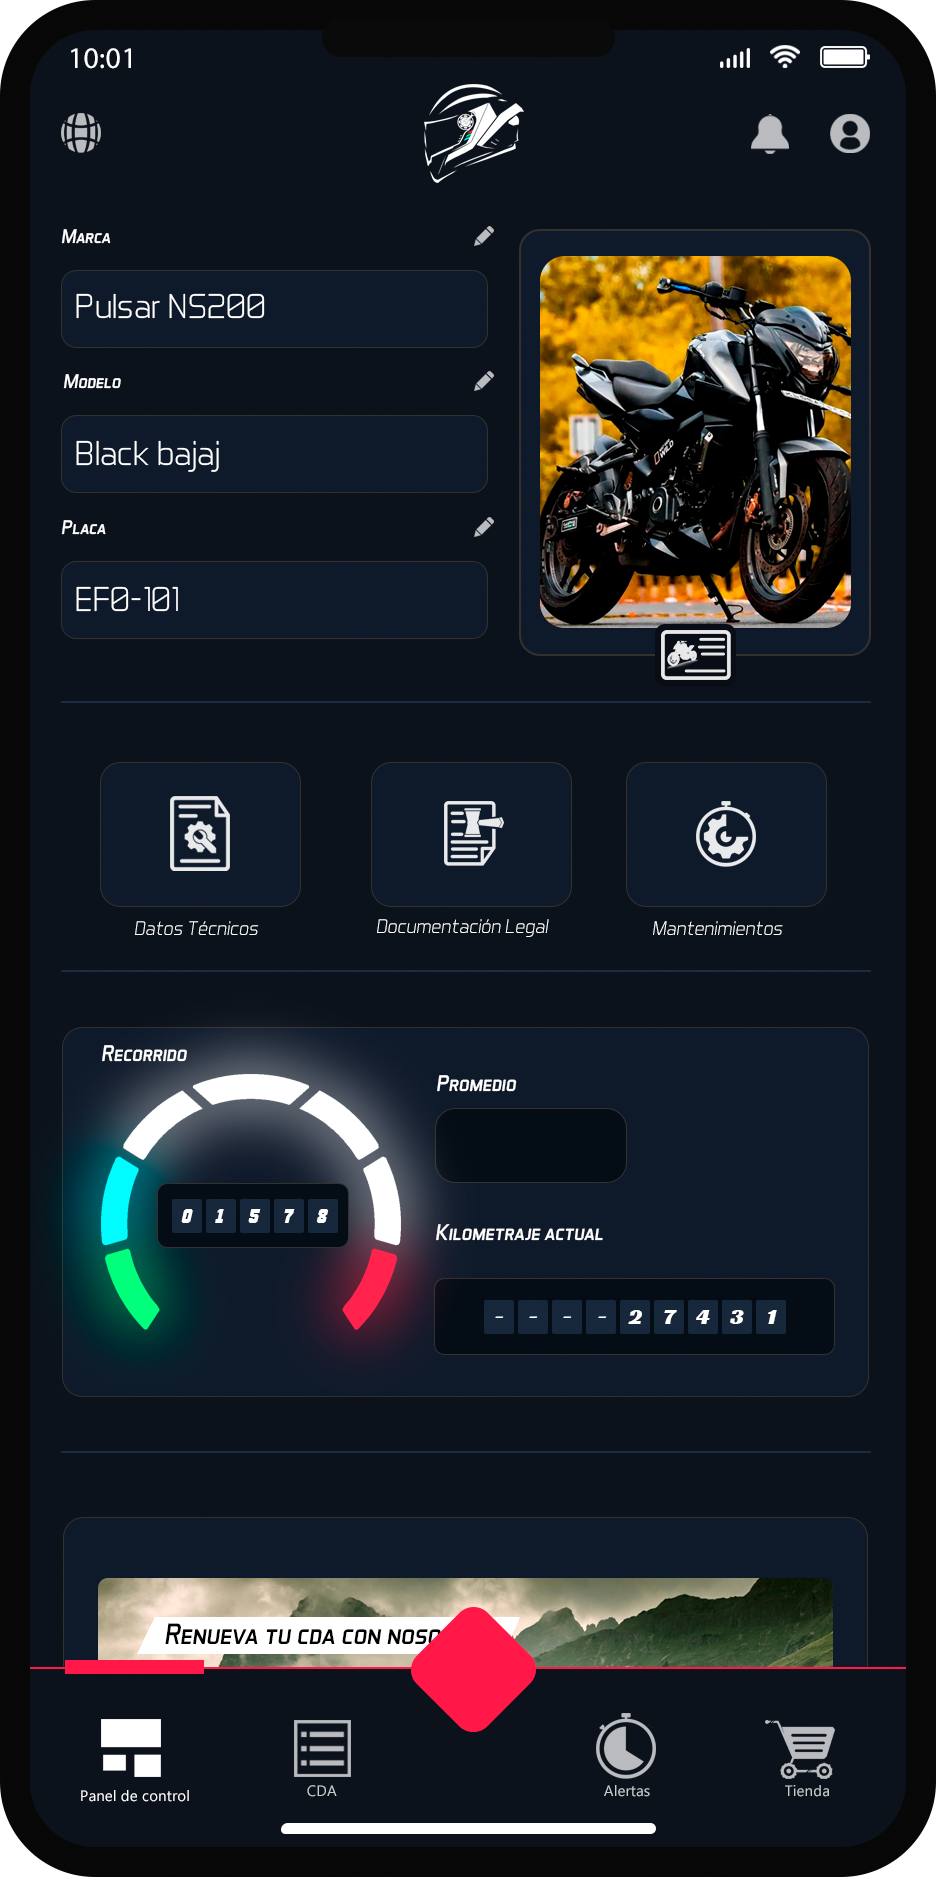 10:01
Marca
Pulsar NS200
Modelo
Black bajaj
Placa
EFO-101
Datos Técnicos
Documentación Legal
Mantenimientos
Recorrido
0 1 5 7 8
Promedio
Kilometraje actual
- - - - 2 7 4 3 1
Renueva tu cda con noso
Panel de control
CDA
Alertas
Tienda